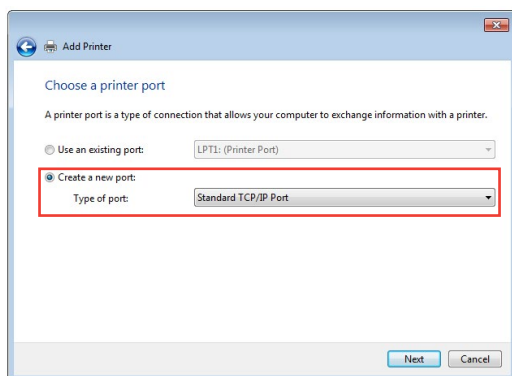 Add Printer
Choose a printer port
A printer port is a type of connection that allows your computer to exchange information with a printer.
Use an existing port: LPT1: (Printer Port)
Create a new port:
Type of port: Standard TCP/IP Port
Next Cancel